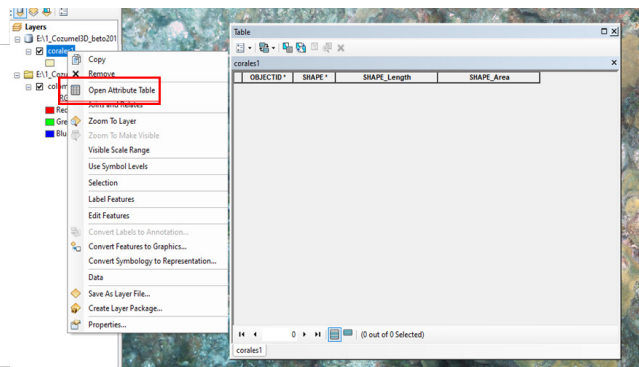 Layers
E:\1_Cozumel3D_beto201
corales1
E:\1_Cozu
colom
RG
Red
Gre
Blu
Copy
Remove
Open Attribute Table
Joins and Relates
Zoom To Layer
Zoom To Make Visible
Visible Scale Range
Use Symbol Levels
Selection
Label Features
Edit Features
Convert Labels to Annotation...
Convert Features to Graphics...
Convert Symbology to Representation...
Data
Save As Layer File...
Create Layer Package...
Properties...
Table
corales1
OBJECTID * SHAPE * SHAPE_Length SHAPE_Area
0 (0 out of 0 Selected)
corales1